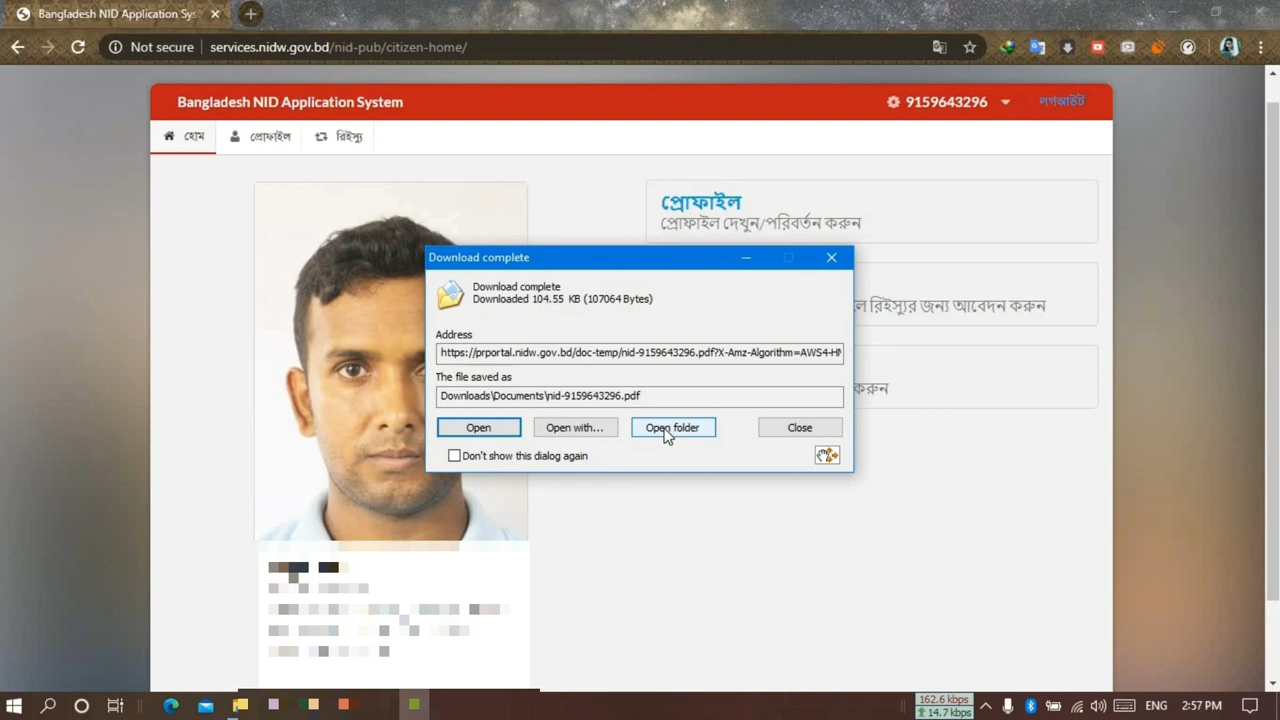 Bangladesh NID Application Sys
Not secure services.nidw.gov.bd/nid-pub/citizen-home/
Bangladesh NID Application System
9159643296
লগআউট
হোম প্রোফাইল রিইস্যু
প্রোফাইল
প্রোফাইল দেখুন/পরিবর্তন করুন
রিইস্যুর জন্য আবেদন করুন
করুন
Download complete
Download complete
Downloaded 104.55 KB (107064 Bytes)
Address
https://prportal.nidw.gov.bd/doc-temp/nid-9159643296.pdf?X-Amz-Algorithm=AWS4-H
The file saved as
Downloads\Documents\nid-9159643296.pdf
Open Open with... Open folder Close
Don't show this dialog again
162.6 kbps
14.7 kbps
ENG 2:57 PM